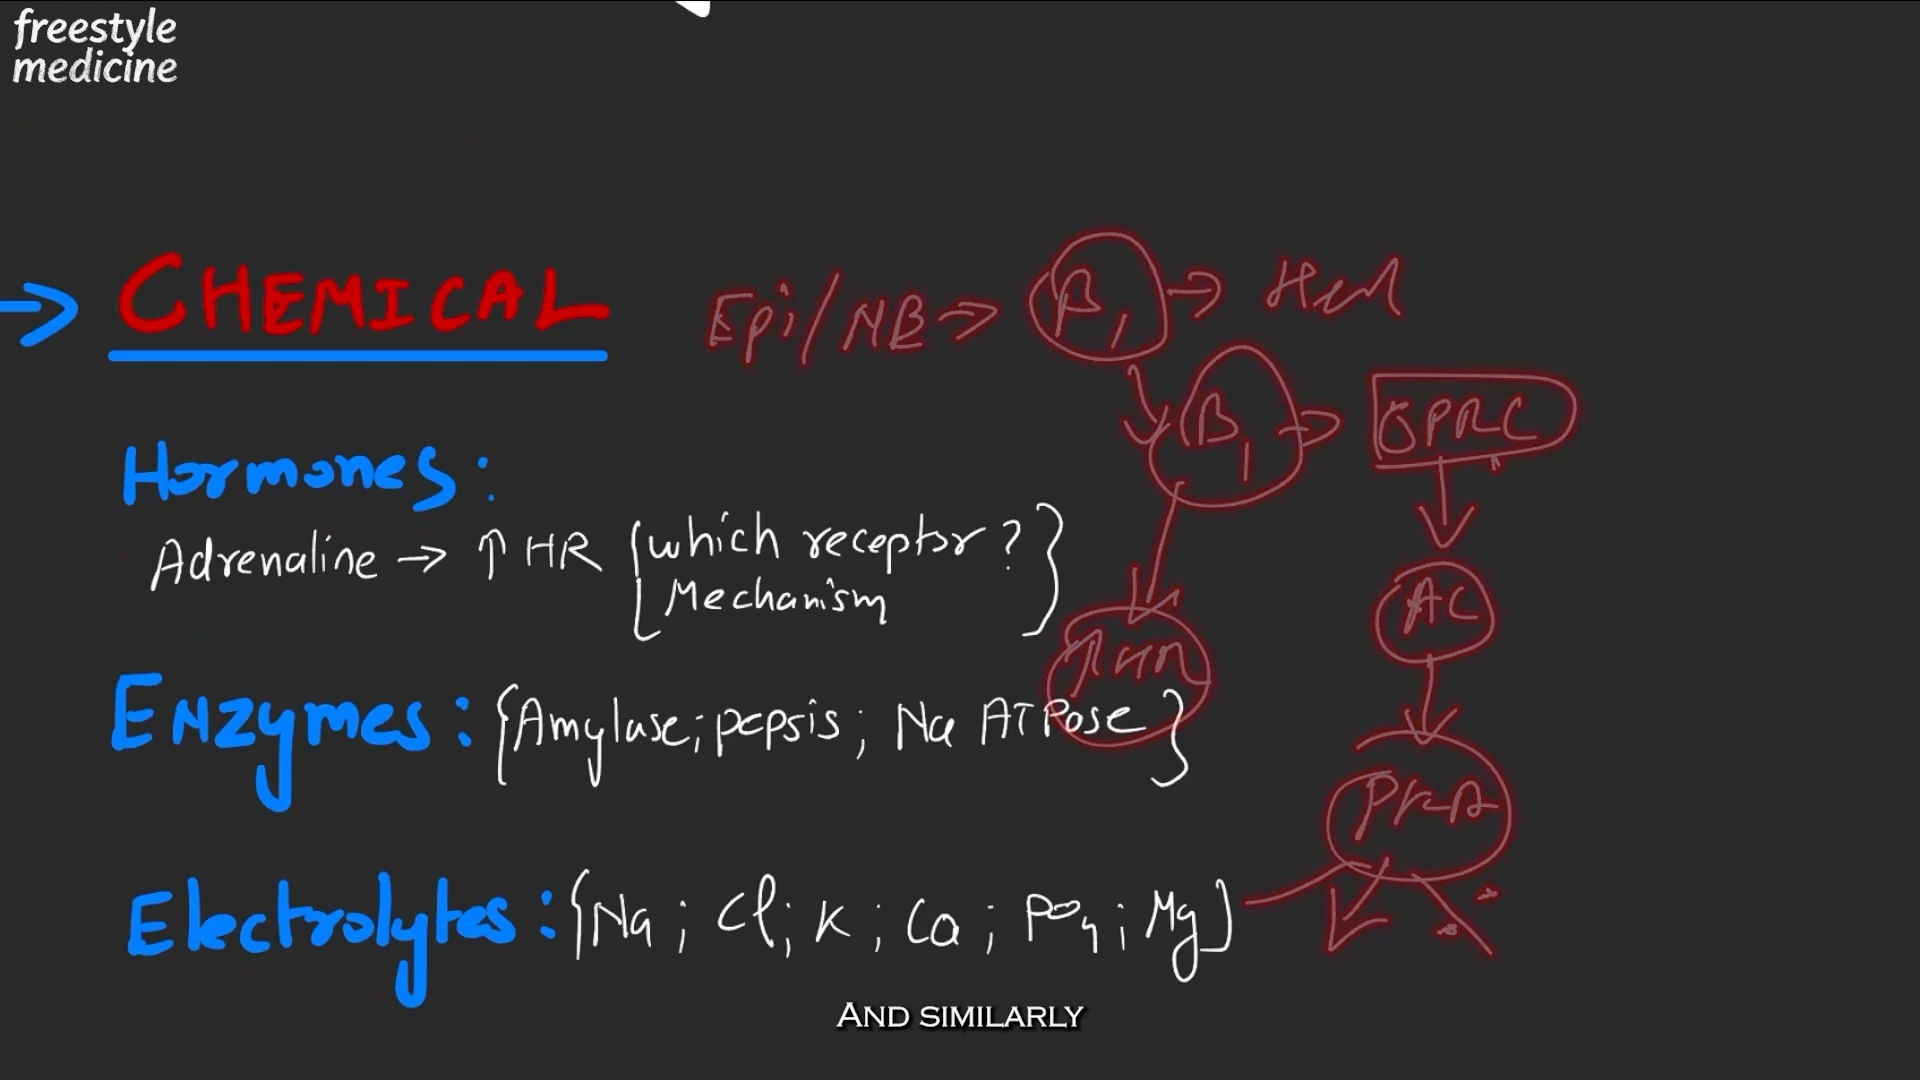 freestyle
medicine
→ CHEMICAL
Epi/NE → β1 →
β1 → GPRC
Hormones:
Adrenaline → ↑ HR {which receptor?}
Mechanism
AC
↑ HR
Enzymes: {Amylase; pepsis; Na ATPase}
PKA
Electrolytes: {Na; Cl; K; Ca; PO4; Mg}
AND SIMILARLY